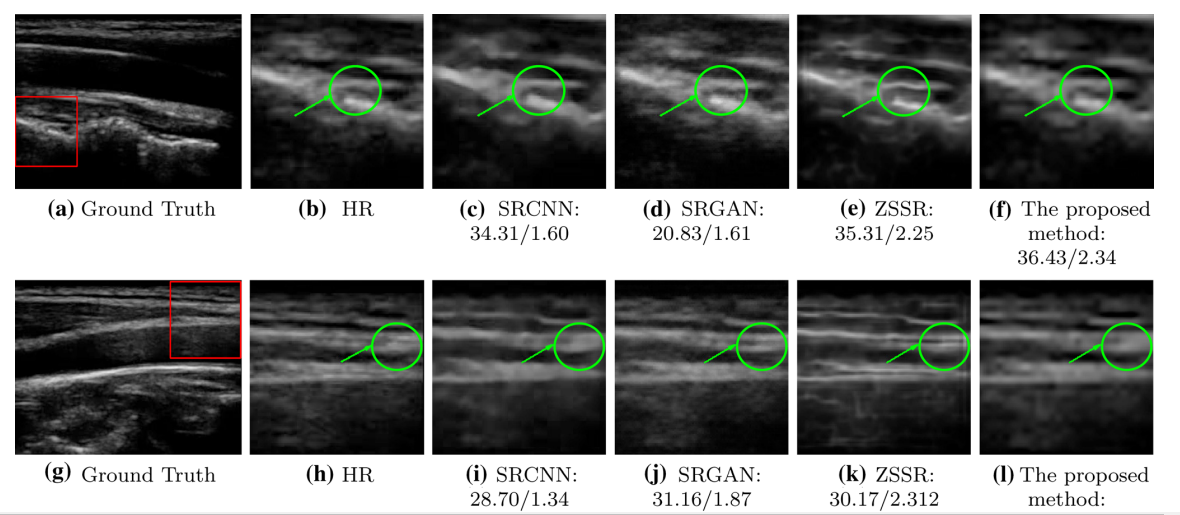 (a) Ground Truth
(b) HR
(c) SRCNN:
34.31/1.60
(d) SRGAN:
20.83/1.61
(e) ZSSR:
35.31/2.25
(f) The proposed
method:
36.43/2.34
(g) Ground Truth
(h) HR
(i) SRCNN:
28.70/1.34
(j) SRGAN:
31.16/1.87
(k) ZSSR:
30.17/2.312
(l) The proposed
method: